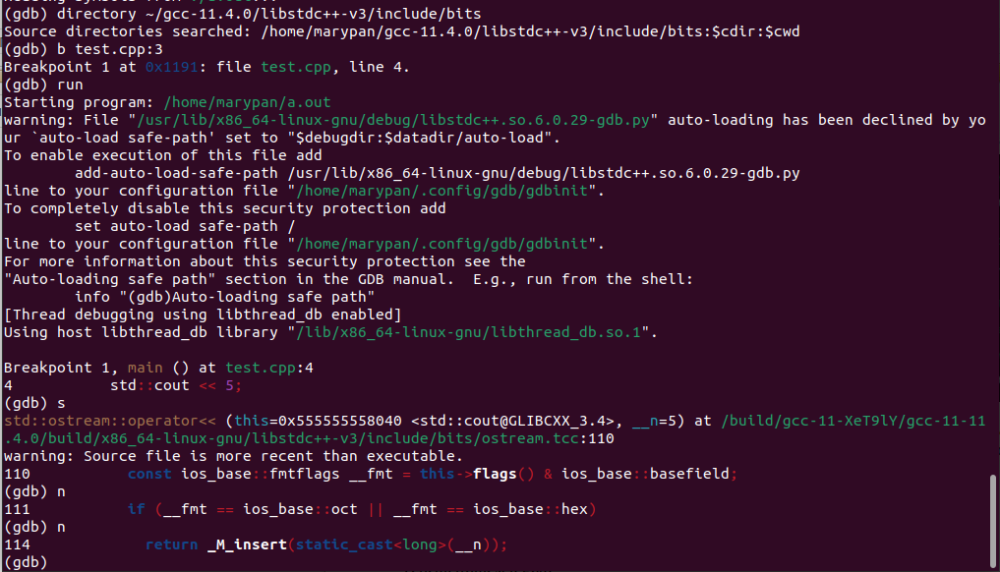 (gdb) directory ~/gcc-11.4.0/libstdc++-v3/include/bits
Source directories searched: /home/marypan/gcc-11.4.0/libstdc++-v3/include/bits:$cdir:$cwd
(gdb) b test.cpp:3
Breakpoint 1 at 0x1191: file test.cpp, line 4.
(gdb) run
Starting program: /home/marypan/a.out
warning: File "/usr/lib/x86_64-linux-gnu/debug/libstdc++.so.6.0.29-gdb.py" auto-loading has been declined by yo
ur `auto-load safe-path' set to "$debugdir:$datadir/auto-load".
To enable execution of this file add
        add-auto-load-safe-path /usr/lib/x86_64-linux-gnu/debug/libstdc++.so.6.0.29-gdb.py
line to your configuration file "/home/marypan/.config/gdb/gdbinit".
To completely disable this security protection add
        set auto-load safe-path /
line to your configuration file "/home/marypan/.config/gdb/gdbinit".
For more information about this security protection see the
"Auto-loading safe path" section in the GDB manual.  E.g., run from the shell:
        info "(gdb)Auto-loading safe path"
[Thread debugging using libthread_db enabled]
Using host libthread_db library "/lib/x86_64-linux-gnu/libthread_db.so.1".
Breakpoint 1, main () at test.cpp:4
4           std::cout << 5;
(gdb) s
std::ostream::operator<< (this=0x555555558040 <std::cout@GLIBCXX_3.4>, __n=5) at /build/gcc-11-XeT9lY/gcc-11-11
.4.0/build/x86_64-linux-gnu/libstdc++-v3/include/bits/ostream.tcc:110
warning: Source file is more recent than executable.
110           const ios_base::fmtflags __fmt = this->flags() & ios_base::basefield;
(gdb) n
111           if (__fmt == ios_base::oct || __fmt == ios_base::hex)
(gdb) n
114             return _M_insert(static_cast<long>(__n));
(gdb)